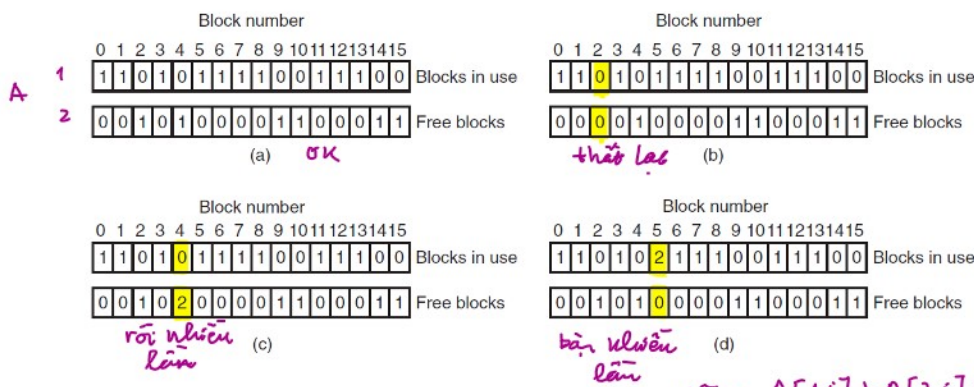 Block number
0 1 2 3 4 5 6 7 8 9 10 11 12 13 14 15
A 1 1 1 0 1 0 1 1 1 1 0 0 1 1 1 0 0 Blocks in use
2 0 0 1 0 1 0 0 0 0 1 1 0 0 0 1 1 Free blocks
(a) OK
Block number
0 1 2 3 4 5 6 7 8 9 10 11 12 13 14 15
1 1 0 1 0 1 1 1 1 0 0 1 1 1 0 0 Blocks in use
0 0 0 0 1 0 0 0 0 1 1 0 0 0 1 1 Free blocks
thất lạc (b)
Block number
0 1 2 3 4 5 6 7 8 9 10 11 12 13 14 15
1 1 0 1 0 1 1 1 1 0 0 1 1 1 0 0 Blocks in use
0 0 1 0 2 0 0 0 0 1 1 0 0 0 1 1 Free blocks
rỗi nhiều (c)
lần
Block number
0 1 2 3 4 5 6 7 8 9 10 11 12 13 14 15
1 1 0 1 0 2 1 1 1 0 0 1 1 1 0 0 Blocks in use
0 0 1 0 1 0 0 0 0 1 1 0 0 0 1 1 Free blocks
bận nhiều (d)
lần